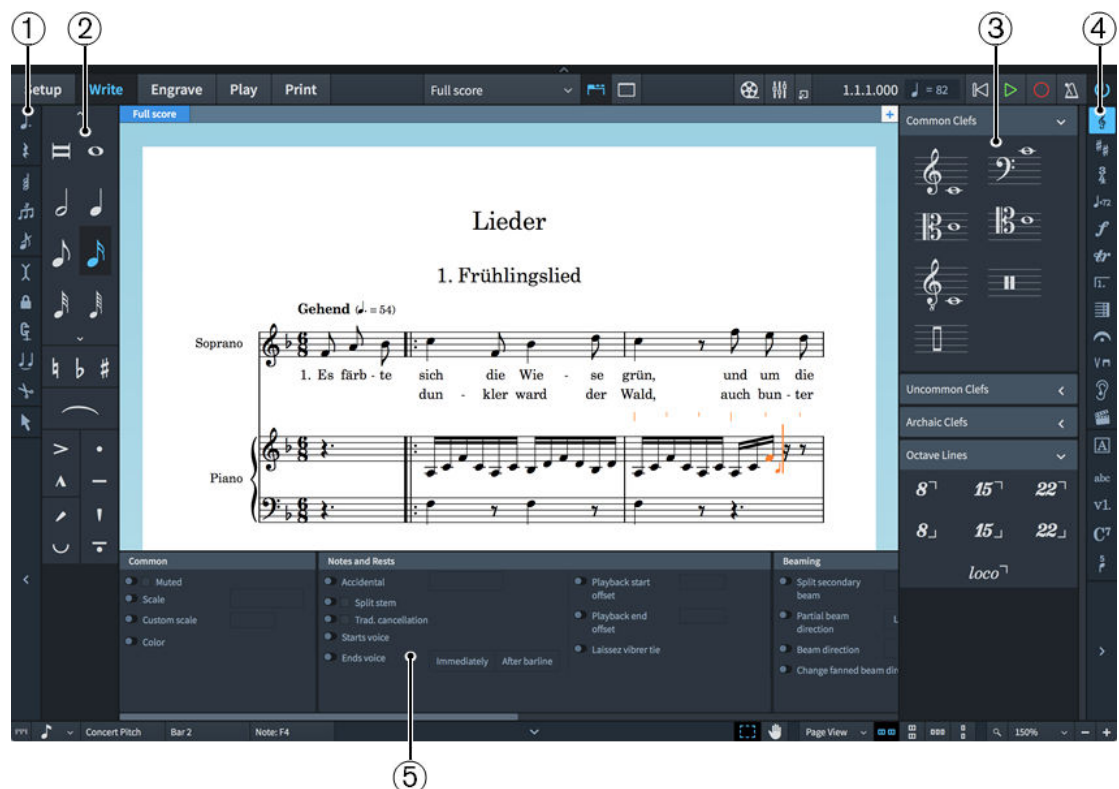 1 2 3 4
Setup Write Engrave Play Print Full score 1.1.1.000 = 82
Full score
Common Clefs
Lieder
1. Frühlingslied
Gehend ( = 54)
Soprano
1. Es färb - te sich die Wie - se grün, und um die
dun - kler ward der Wald, auch bun - ter
Piano
Uncommon Clefs
Archaic Clefs
Octave Lines
8 15 22
8 15 22
loco
A
abc
v1.
C7
5
Common
Muted
Scale
Custom scale
Color
Notes and Rests
Accidental
Split stem
Trad. cancellation
Starts voice
Ends voice Immediately After barline
Playback start
offset
Playback end
offset
Laissez vibrer tie
Beaming
Split secondary
beam
Partial beam
direction L
Beam direction
Change fanned beam dir
Concert Pitch Bar 2 Note: F4 Page View 150%
5